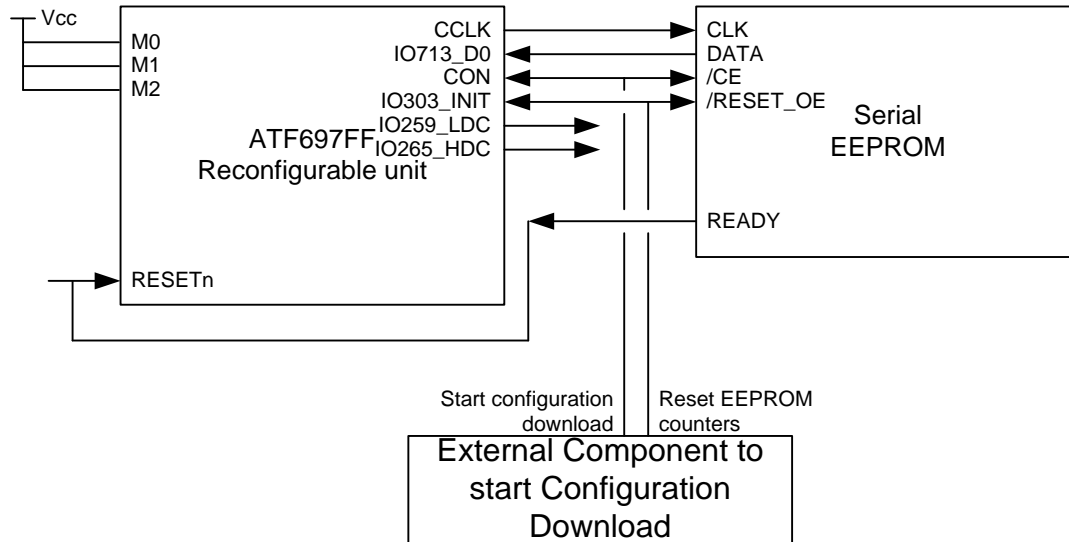 Vcc
M0
M1
M2
ATF697FF
Reconfigurable unit
RESETn
CCLK
IO713_D0
CON
IO303_INIT
IO259_LDC
IO265_HDC
CLK
DATA
/CE
/RESET_OE
Serial
EEPROM
READY
Start configuration
download
Reset EEPROM
counters
External Component to
start Configuration
Download